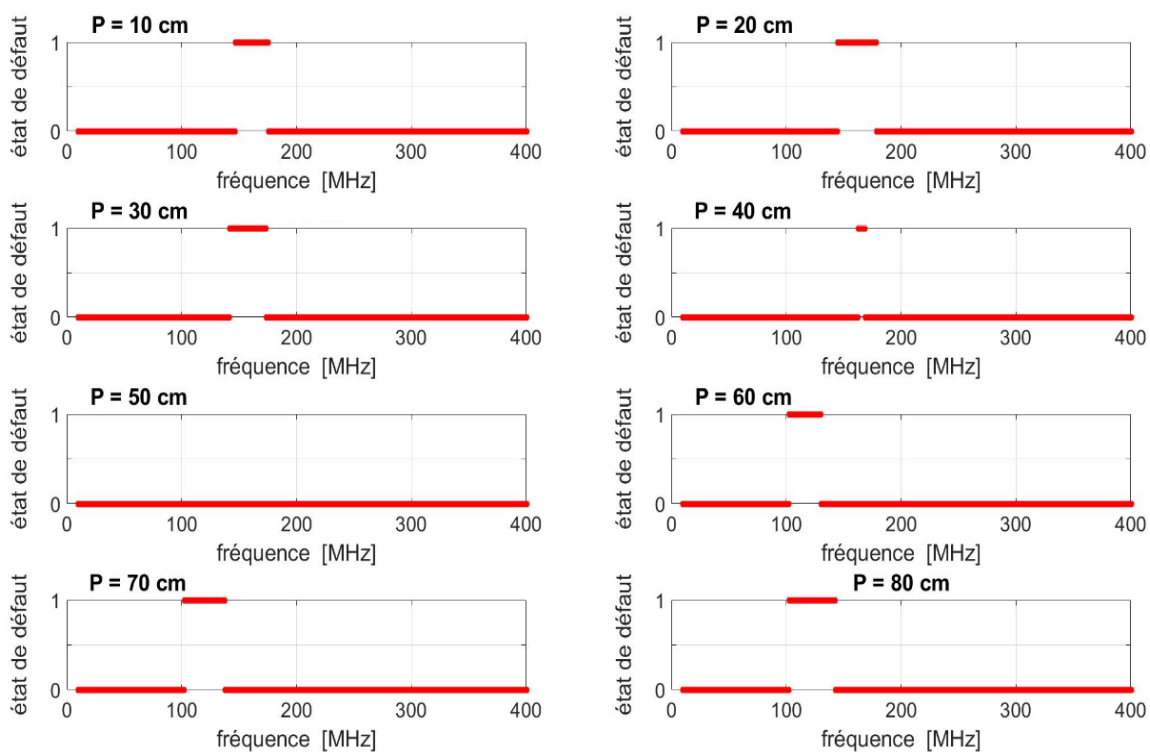 P = 10 cm
état de défaut
1
0
0 100 200 300 400
fréquence [MHz]
P = 20 cm
état de défaut
1
0
0 100 200 300 400
fréquence [MHz]
P = 30 cm
état de défaut
1
0
0 100 200 300 400
fréquence [MHz]
P = 40 cm
état de défaut
1
0
0 100 200 300 400
fréquence [MHz]
P = 50 cm
état de défaut
1
0
0 100 200 300 400
fréquence [MHz]
P = 60 cm
état de défaut
1
0
0 100 200 300 400
fréquence [MHz]
P = 70 cm
état de défaut
1
0
0 100 200 300 400
fréquence [MHz]
P = 80 cm
état de défaut
1
0
0 100 200 300 400
fréquence [MHz]